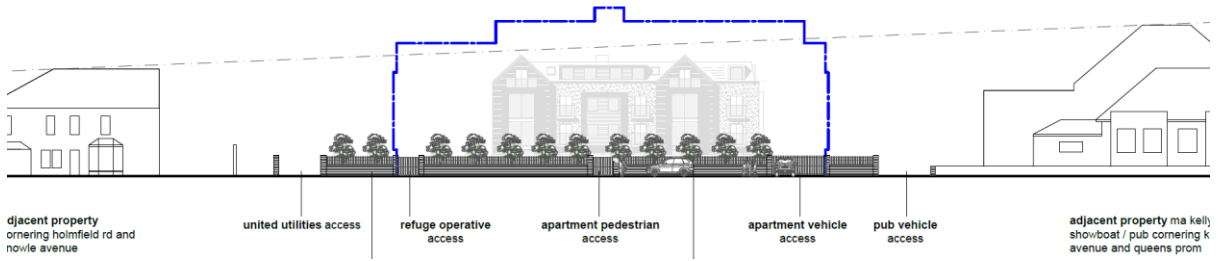 djacent property
ornering holmfield rd and
nowle avenue
united utilities access
refuge operative
access
apartment pedestrian
access
apartment vehicle
access
pub vehicle
access
adjacent property ma kelly
showboat / pub cornering k
avenue and queens prom